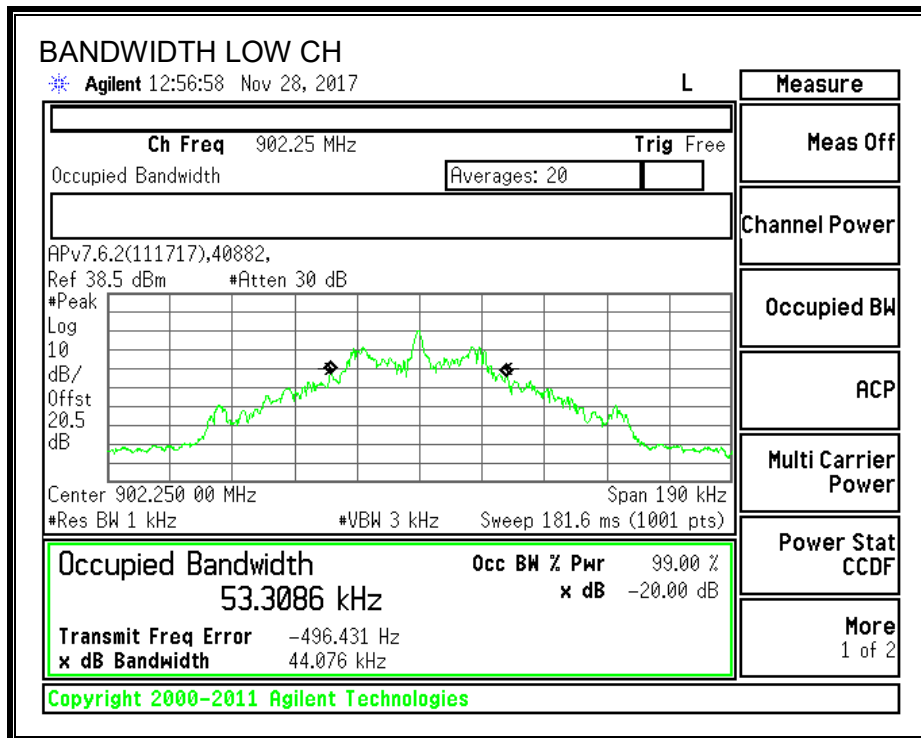 BANDWIDTH LOW CH
Agilent 12:56:58 Nov 28, 2017 L
Measure
Ch Freq 902.25 MHz Trig Free
Meas Off
Occupied Bandwidth Averages: 20
Channel Power
APv7.6.2(111717),40882,
Ref 38.5 dBm #Atten 30 dB
#Peak
Log
10
dB/
Offst
20.5
dB
Occupied BW
ACP
Multi Carrier
Power
Center 902.250 00 MHz Span 190 kHz
#Res BW 1 kHz #VBW 3 kHz Sweep 181.6 ms (1001 pts)
Power Stat
CCDF
Occupied Bandwidth Occ BW % Pwr 99.00 %
53.3086 kHz x dB -20.00 dB
Transmit Freq Error -496.431 Hz
x dB Bandwidth 44.076 kHz
More
1 of 2
Copyright 2000-2011 Agilent Technologies